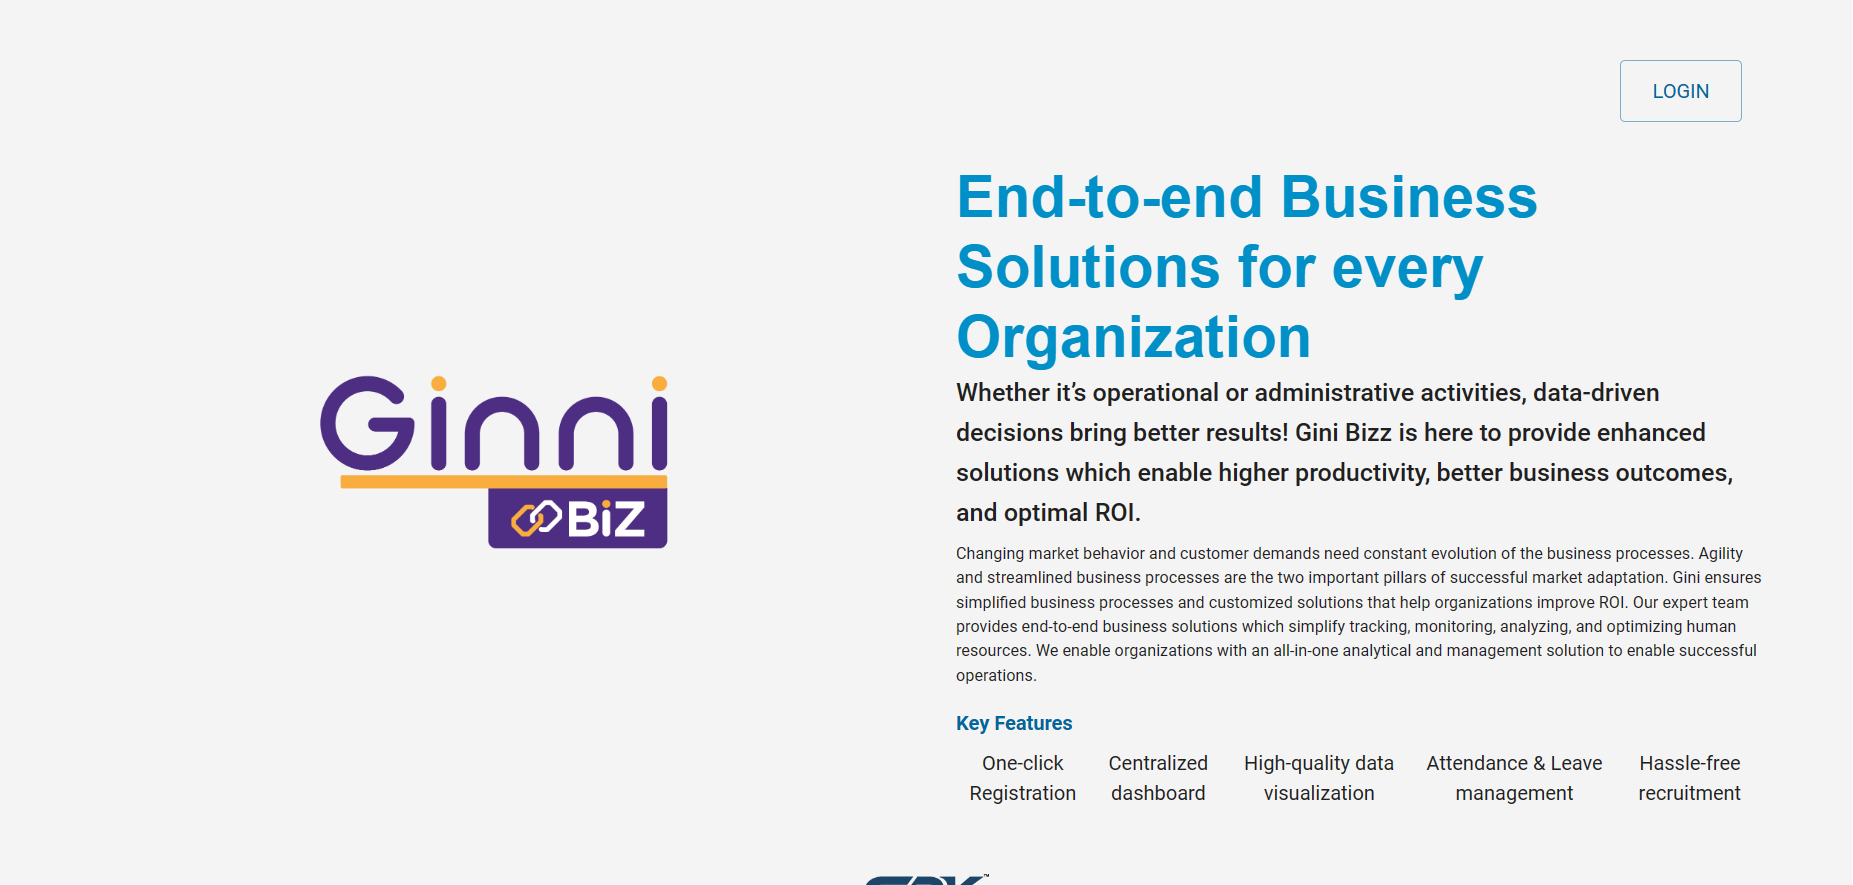 LOGIN
End-to-end Business
Solutions for every
Organization
Ginni
BiZ
Whether it’s operational or administrative activities, data-driven
decisions bring better results! Gini Bizz is here to provide enhanced
solutions which enable higher productivity, better business outcomes,
and optimal ROI.
Changing market behavior and customer demands need constant evolution of the business processes. Agility
and streamlined business processes are the two important pillars of successful market adaptation. Gini ensures
simplified business processes and customized solutions that help organizations improve ROI. Our expert team
provides end-to-end business solutions which simplify tracking, monitoring, analyzing, and optimizing human
resources. We enable organizations with an all-in-one analytical and management solution to enable successful
operations.
Key Features
One-click
Registration
Centralized
dashboard
High-quality data
visualization
Attendance & Leave
management
Hassle-free
recruitment